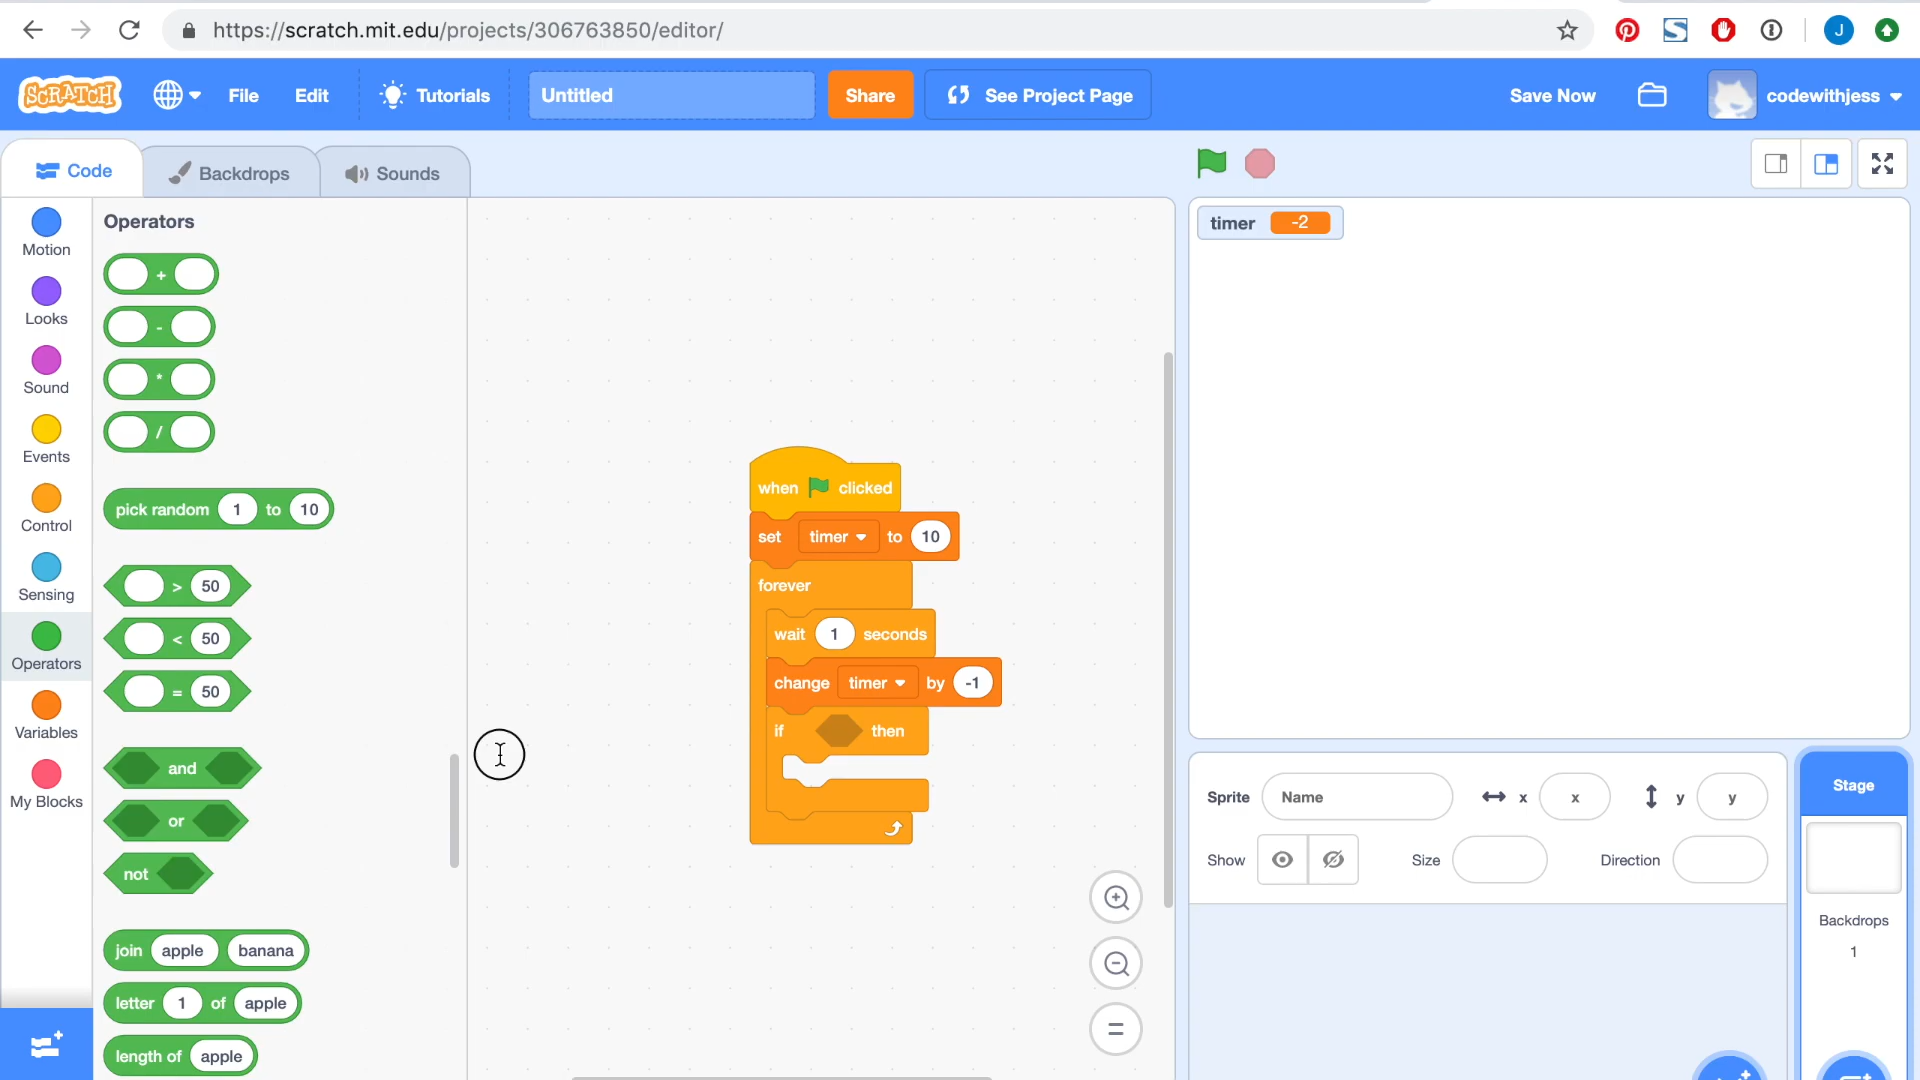 https://scratch.mit.edu/projects/306763850/editor/
J
SCRATCH
File
Edit
Tutorials
Untitled
Share
See Project Page
Save Now
codewithjess
Code
Backdrops
Sounds
Motion
Looks
Sound
Events
Control
Sensing
Operators
Variables
My Blocks
Operators
+
-
*
/
pick random 1 to 10
> 50
< 50
= 50
and
or
not
join apple banana
letter 1 of apple
length of apple
when clicked
set timer to 10
forever
wait 1 seconds
change timer by -1
if then
timer -2
Sprite Name x x y y
Show Size Direction
Stage
Backdrops
1